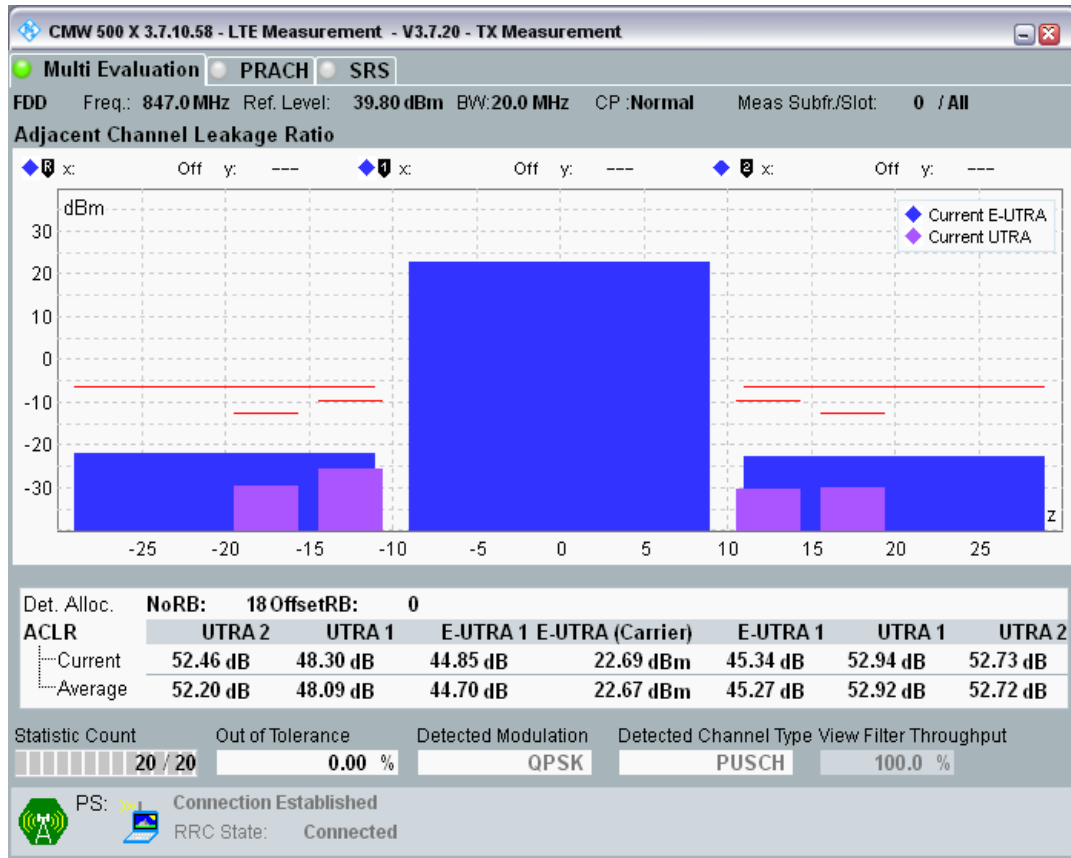 CMW 500 X 3.7.10.58 - LTE Measurement - V3.7.20 - TX Measurement
Multi Evaluation PRACH SRS
FDD Freq.: 847.0 MHz Ref. Level: 39.80 dBm BW:20.0 MHz CP :Normal Meas Subfr./Slot: 0 / All
Adjacent Channel Leakage Ratio
R x: Off y: --- 1 x: Off y: --- 2 x: Off y: ---
dBm
Current E-UTRA
Current UTRA
30
20
10
0
-10
-20
-30
z
-25 -20 -15 -10 -5 0 5 10 15 20 25
Det. Alloc. NoRB: 18 OffsetRB: 0
ACLR UTRA 2 UTRA 1 E-UTRA 1 E-UTRA (Carrier) E-UTRA 1 UTRA 1 UTRA 2
Current 52.46 dB 48.30 dB 44.85 dB 22.69 dBm 45.34 dB 52.94 dB 52.73 dB
Average 52.20 dB 48.09 dB 44.70 dB 22.67 dBm 45.27 dB 52.92 dB 52.72 dB
Statistic Count Out of Tolerance Detected Modulation Detected Channel Type View Filter Throughput
20 / 20 0.00 % QPSK PUSCH 100.0 %
PS: Connection Established
RRC State: Connected